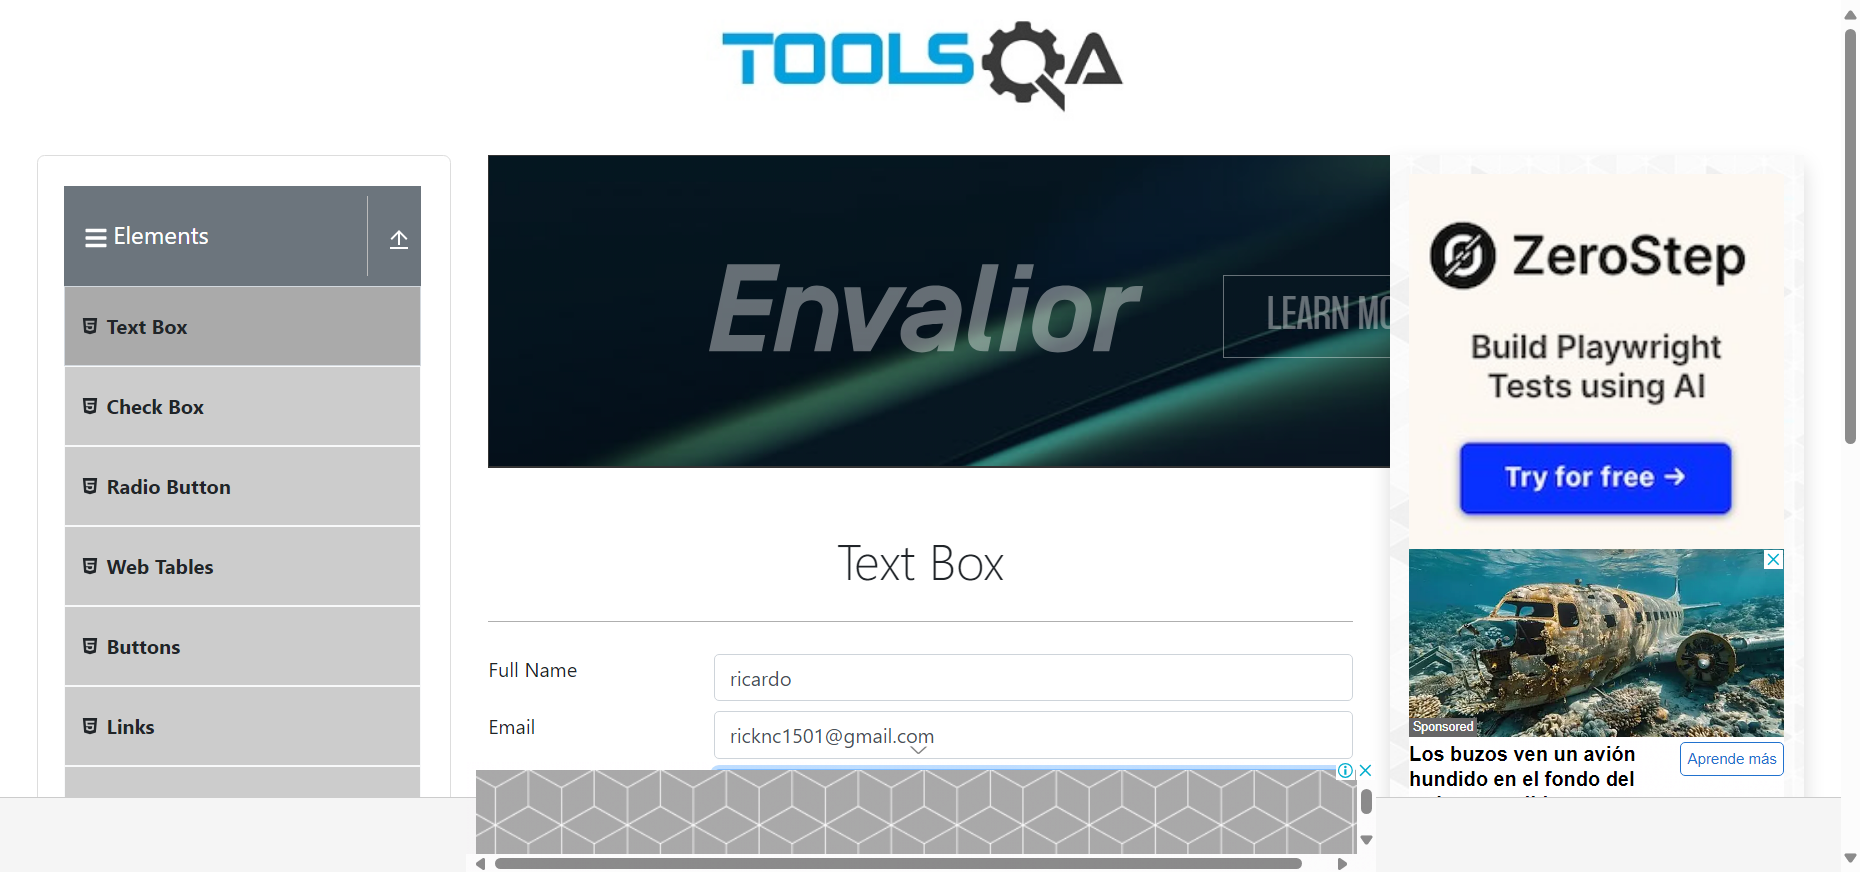 TOOLSQA
Elements
Text Box
Check Box
Radio Button
Web Tables
Buttons
Links
Envalior
LEARN MO
Text Box
Full Name
ricardo
Email
ricknc1501@gmail.com
ZeroStep
Build Playwright
Tests using AI
Try for free →
Sponsored
Los buzos ven un avión
hundido en el fondo del
Aprende más